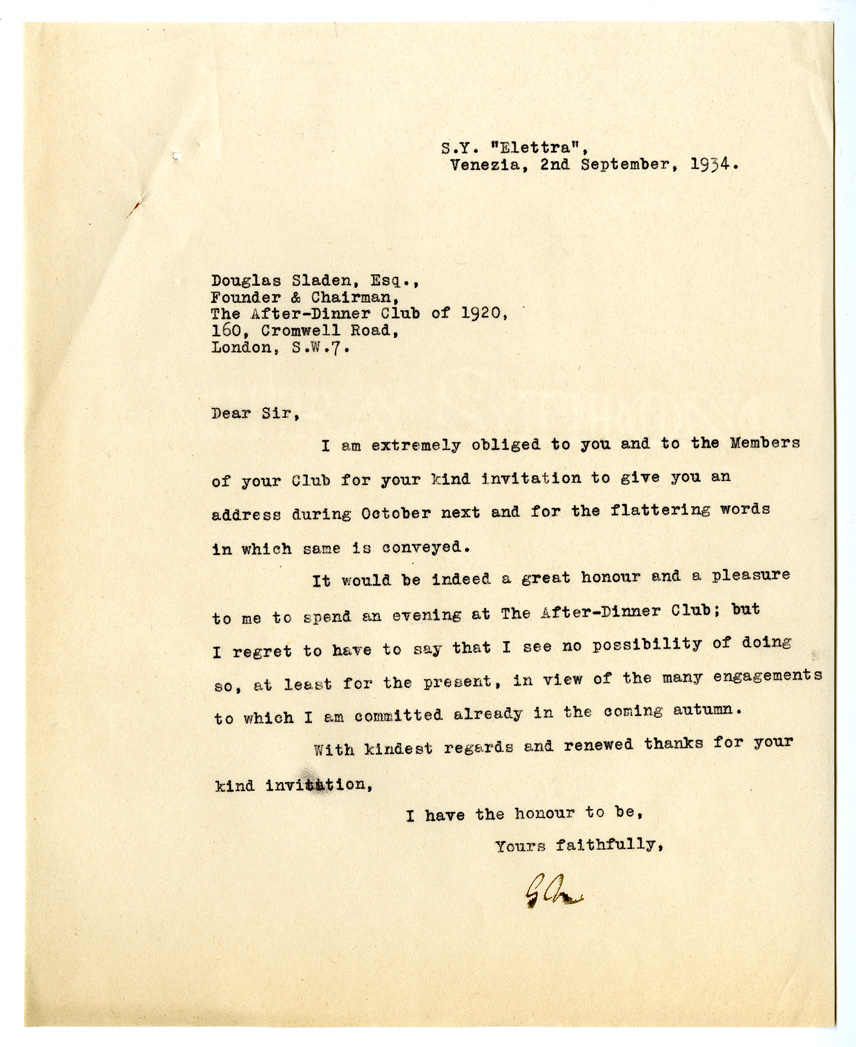 S.Y. "Elettra",
Venezia, 2nd September, 1934.
Douglas Sladen, Esq.,
Founder & Chairman,
The After-Dinner Club of 1920,
160, Cromwell Road,
London, S.W.7.
Dear Sir,
I am extremely obliged to you and to the Members
of your Club for your kind invitation to give you an
address during October next and for the flattering words
in which same is conveyed.
It would be indeed a great honour and a pleasure
to me to spend an evening at The After-Dinner Club; but
I regret to have to say that I see no possibility of doing
so, at least for the present, in view of the many engagements
to which I am committed already in the coming autumn.
With kindest regards and renewed thanks for your
kind invitation,
I have the honour to be,
Yours faithfully,